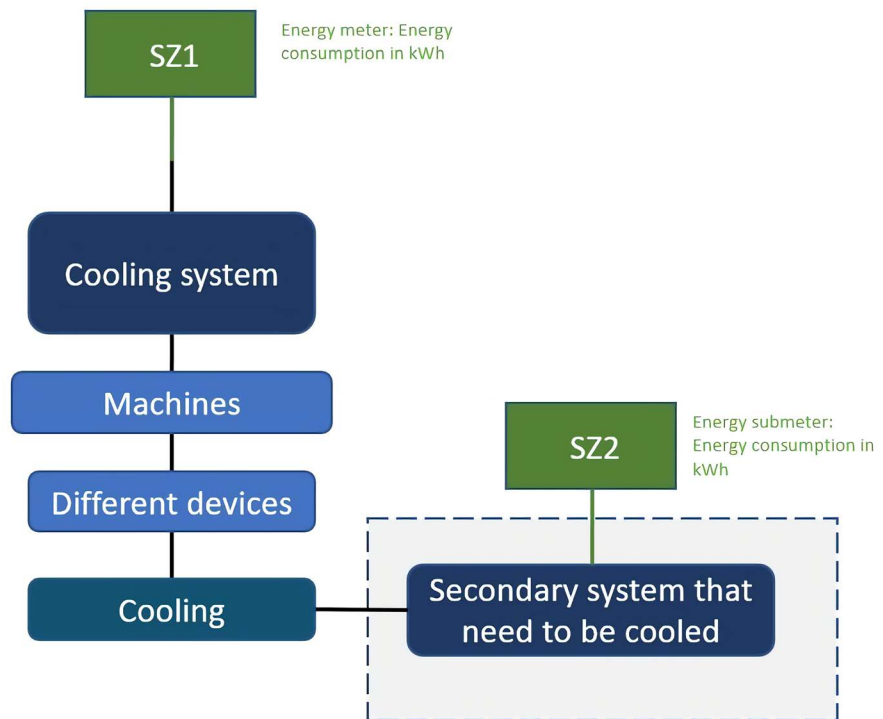 SZ1
Energy meter: Energy
consumption in kWh
Cooling system
Machines
Different devices
Cooling
SZ2
Energy submeter:
Energy consumption in
kWh
Secondary system that
need to be cooled